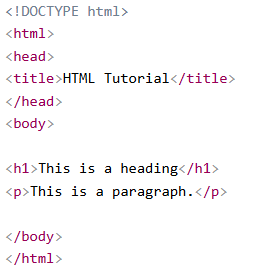 <!DOCTYPE html>
<html>
<head>
<title>HTML Tutorial</title>
</head>
<body>

<h1>This is a heading</h1>
<p>This is a paragraph.</p>

</body>
</html>